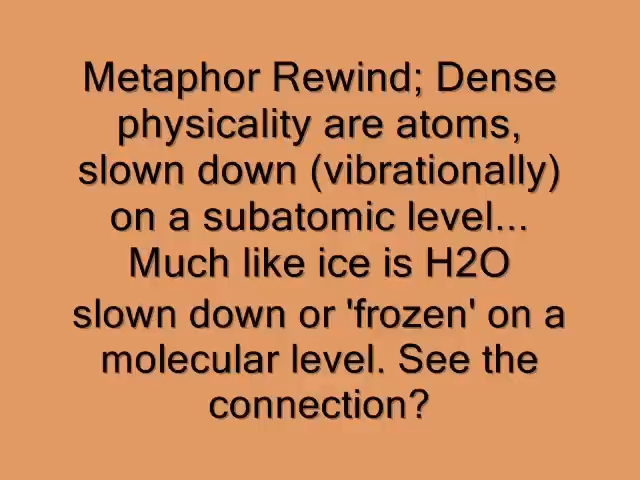 Metaphor Rewind; Dense
physicality are atoms,
slown down (vibrationally)
on a subatomic level...
Much like ice is H2O
slown down or 'frozen' on a
molecular level. See the
connection?